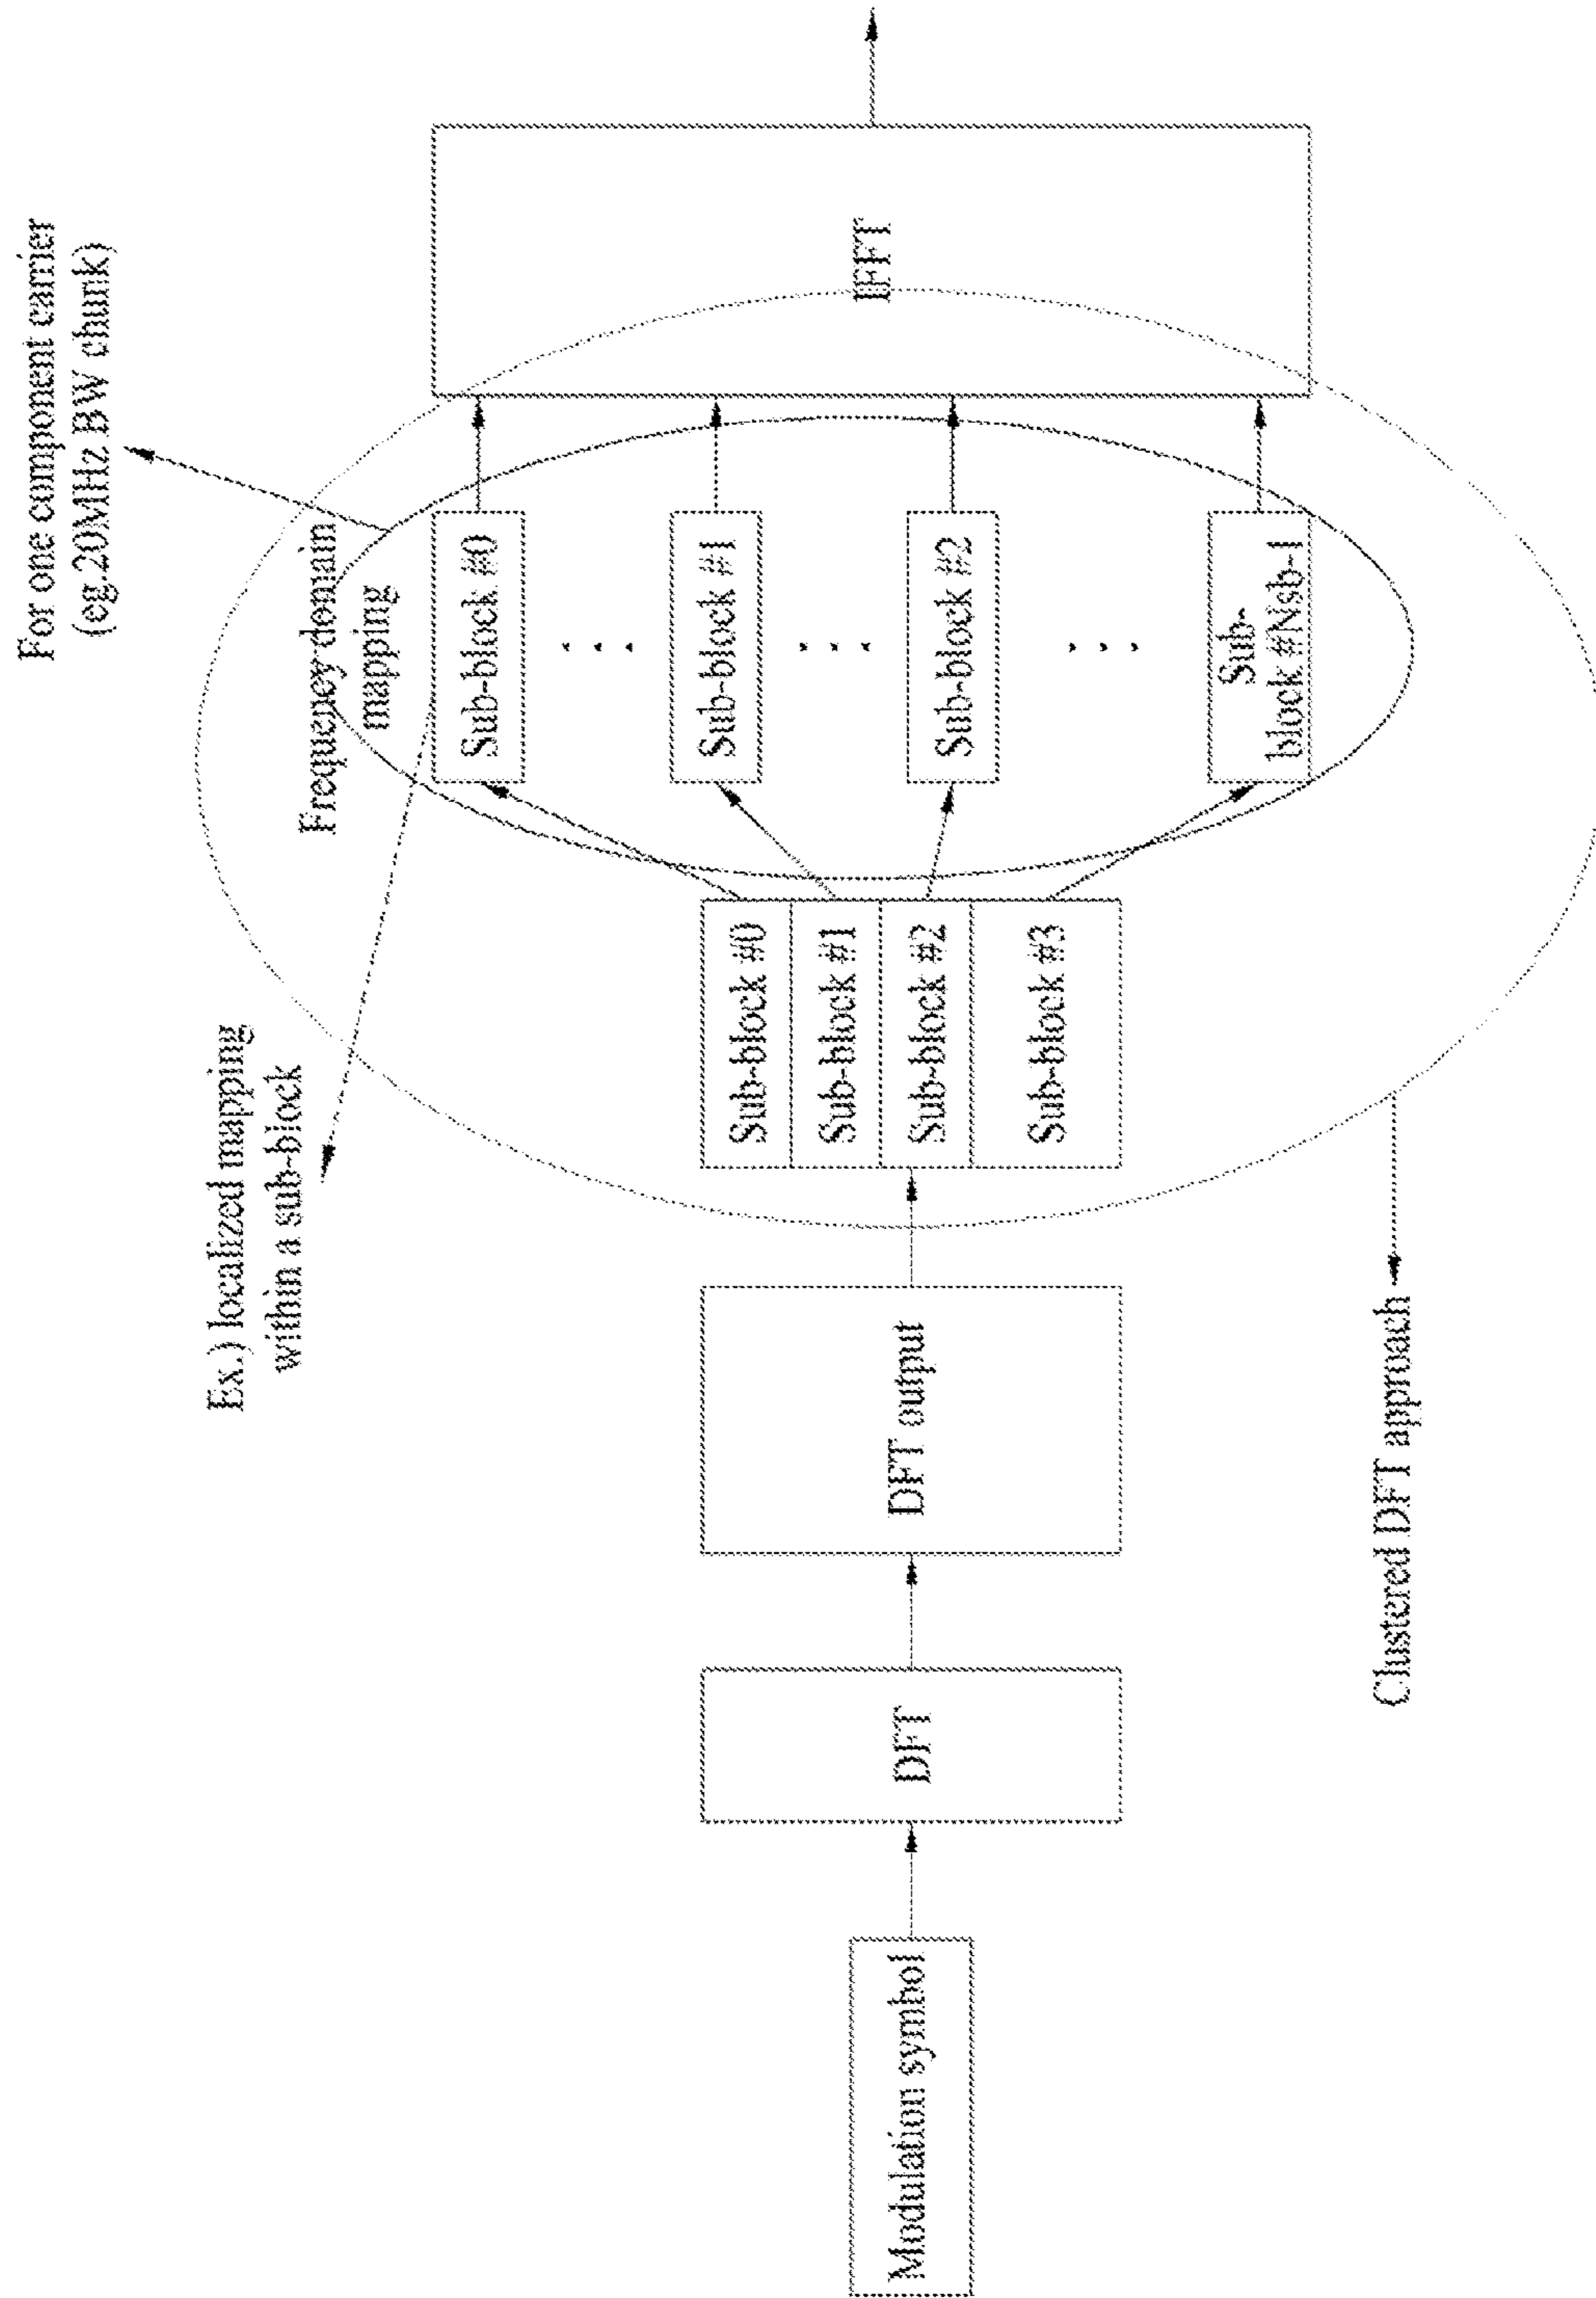 For one component carrier
(eg.20MHz BW chunk)
Ex.) localized mapping
within a sub-block
Frequency domain
mapping
Modulation symbol
DFT
DFT output
Sub-block #0
Sub-block #1
Sub-block #2
Sub-block #3
Sub-block #0
Sub-block #1
Sub-block #2
Sub-
block #Nsb-1
IFFT
Clustered DFT approach